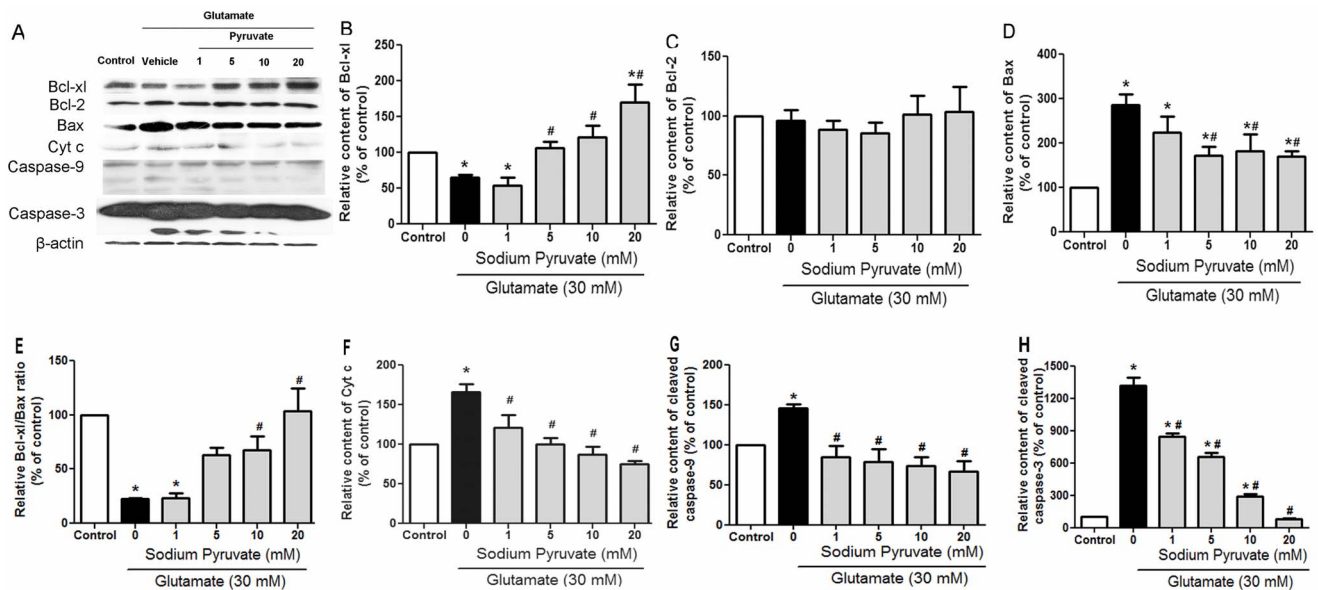 A
Glutamate
Pyruvate
Control Vehicle 1 5 10 20
Bcl-xl
Bcl-2
Bax
Cyt c
Caspase-9
Caspase-3
β-actin
B
Relative content of Bcl-xl
(% of control)
250
200
150
100
50
0
* * # # *#
Control 0 1 5 10 20
Sodium Pyruvate (mM)
Glutamate (30 mM)
C
Relative content of Bcl-2
(% of control)
150
100
50
0
Control 0 1 5 10 20
Sodium Pyruvate (mM)
Glutamate (30 mM)
D
Relative content of Bax
(% of control)
400
300
200
100
0
* * *# *# *#
Control 0 1 5 10 20
Sodium Pyruvate (mM)
Glutamate (30 mM)
E
Relative Bcl-xl/Bax ratio
(% of control)
150
100
50
0
* * # #
Control 0 1 5 10 20
Sodium Pyruvate (mM)
Glutamate (30 mM)
F
Relative content of Cyt c
(% of control)
200
150
100
50
0
* # # # #
Control 0 1 5 10 20
Sodium Pyruvate (mM)
Glutamate (30 mM)
G
Relative content of cleaved
caspase-9 (% of control)
200
150
100
50
0
* # # # #
Control 0 1 5 10 20
Sodium Pyruvate (mM)
Glutamate (30 mM)
H
Relative content of cleaved
caspase-3 (% of control)
1500
1200
900
600
300
0
* *# *# *# #
Control 0 1 5 10 20
Sodium Pyruvate (mM)
Glutamate (30 mM)